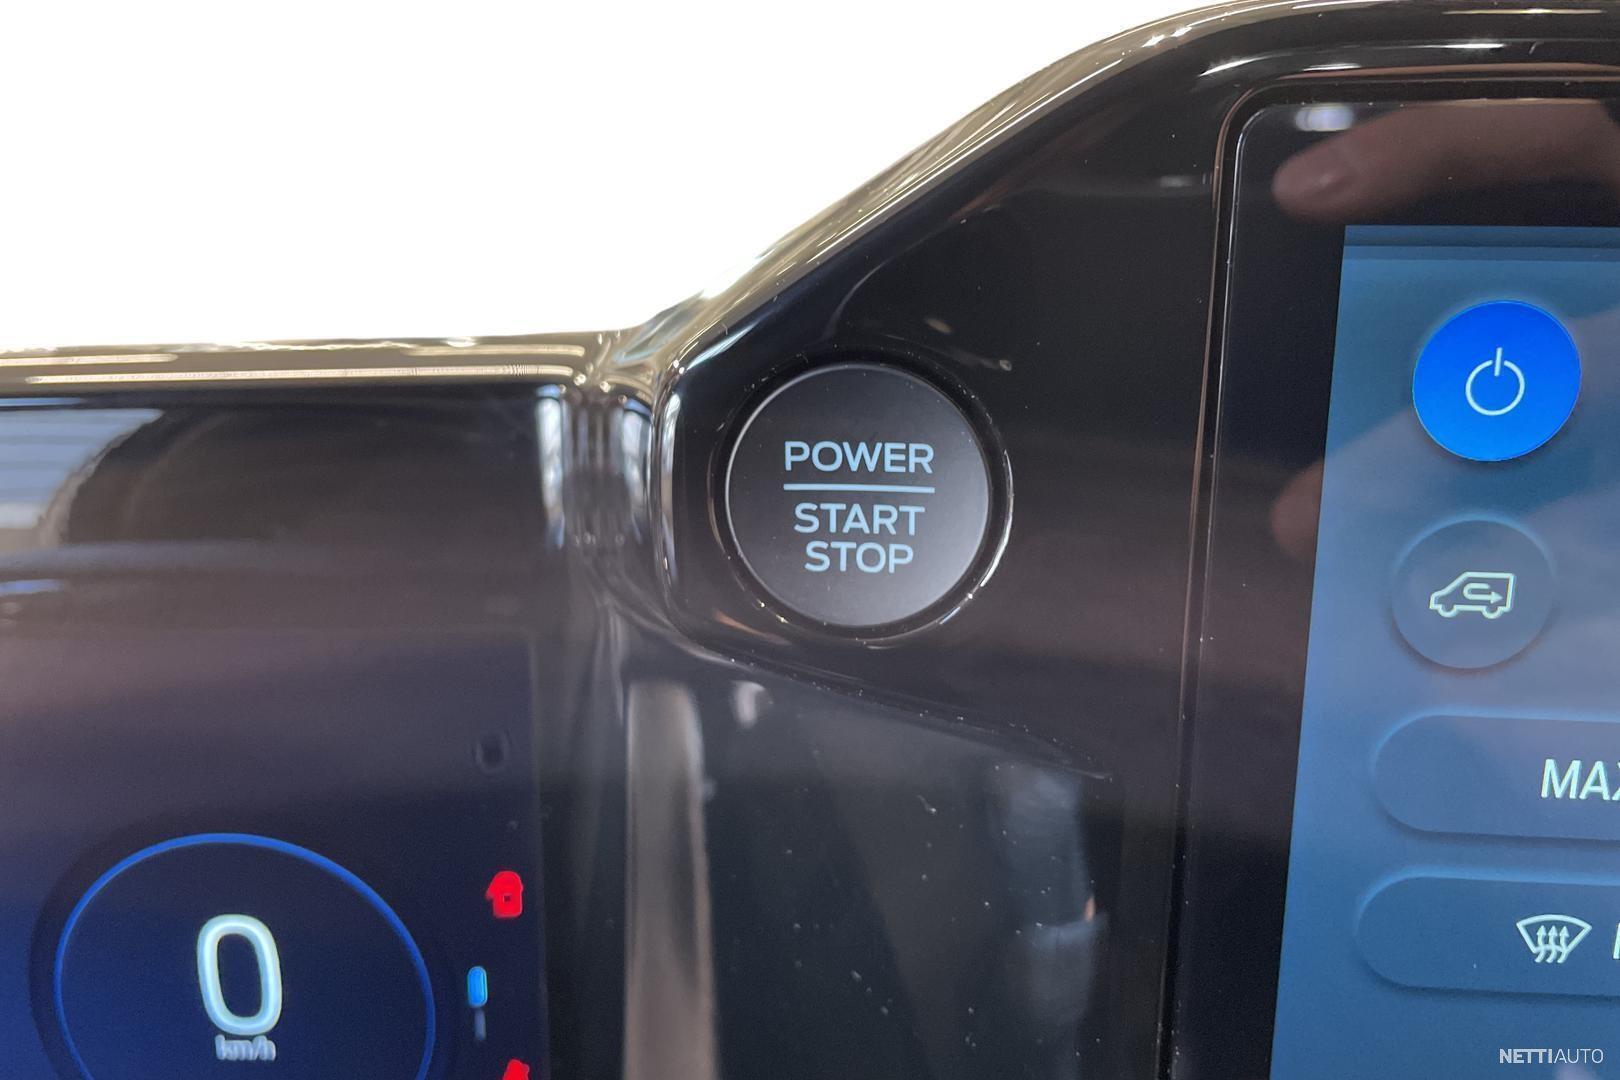 POWER
START
STOP
MAX
0
km/h
NETTIAUTO